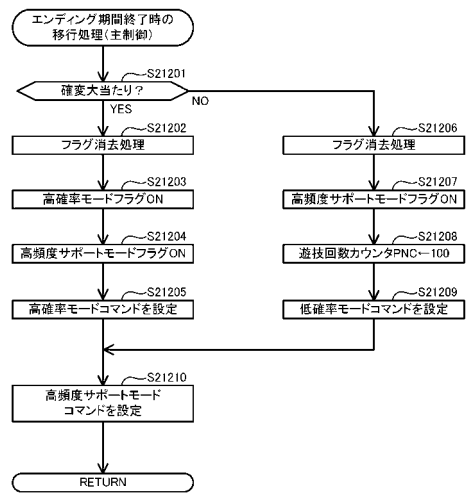 エンディング期間終了時の
移行処理(主制御)
S21201
確変大当たり?
YES
NO
S21202
フラグ消去処理
S21203
高確率モードフラグON
S21204
高頻度サポートモードフラグON
S21205
高確率モードコマンドを設定
S21206
フラグ消去処理
S21207
高頻度サポートモードフラグON
S21208
遊技回数カウンタPNC←100
S21209
低確率モードコマンドを設定
S21210
高頻度サポートモード
コマンドを設定
RETURN